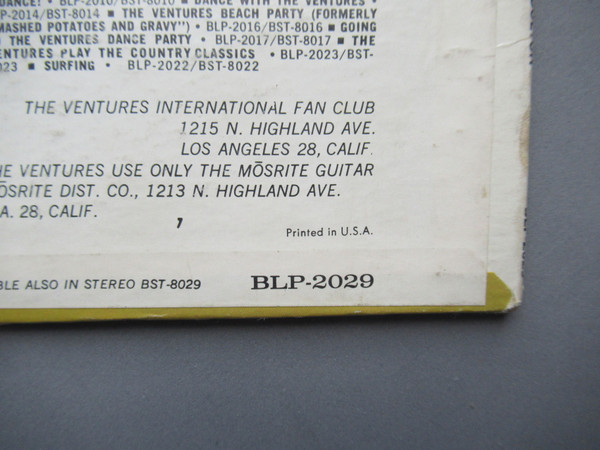 DANCE! • BLP-2010/BST-8010 ■ DANCE WITH THE VENTURES •
P-2014/BST-8014 ■ THE VENTURES BEACH PARTY (FORMERLY
MASHED POTATOES AND GRAVY") • BLP-2016/BST-8016 ■ GOING
THE VENTURES DANCE PARTY • BLP-2017/BST-8017 ■ THE
ENTURES PLAY THE COUNTRY CLASSICS • BLP-2023/BST-
023 ■ SURFING • BLP-2022/BST-8022
THE VENTURES INTERNATIONAL FAN CLUB
1215 N. HIGHLAND AVE.
LOS ANGELES 28, CALIF.
HE VENTURES USE ONLY THE MŌSRITE GUITAR
ŌSRITE DIST. CO., 1213 N. HIGHLAND AVE.
.A. 28, CALIF.
Printed in U.S.A.
BLE ALSO IN STEREO BST-8029 BLP-2029